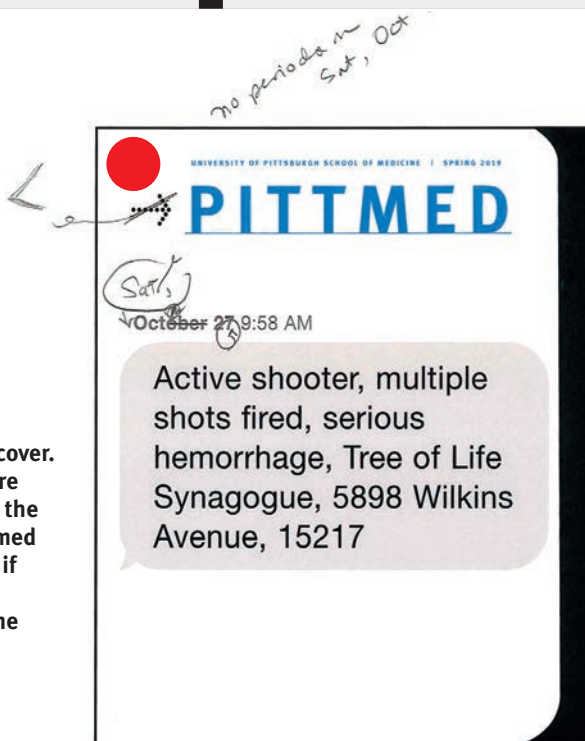 no periods in
Sat, Oct
UNIVERSITY OF PITTSBURGH SCHOOL OF MEDICINE | SPRING 2019
PITTMED
Sat,
October 27 9:58 AM
Active shooter, multiple
shots fired, serious
hemorrhage, Tree of Life
Synagogue, 5898 Wilkins
Avenue, 15217
cover.
re
the
med
if
ne